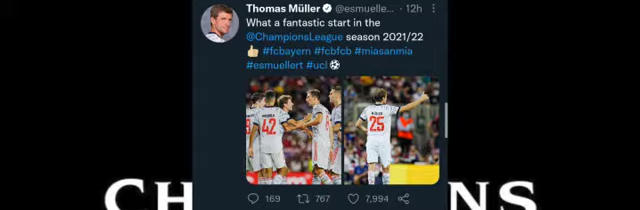 Thomas Müller @esmuelle... · 12h
What a fantastic start in the
@ChampionsLeague season 2021/22
👍🏼 #fcbayern #fcbfcb #miasanmia
#esmuellert #ucl ⚽
42
25
169 767 7,994
CH NS